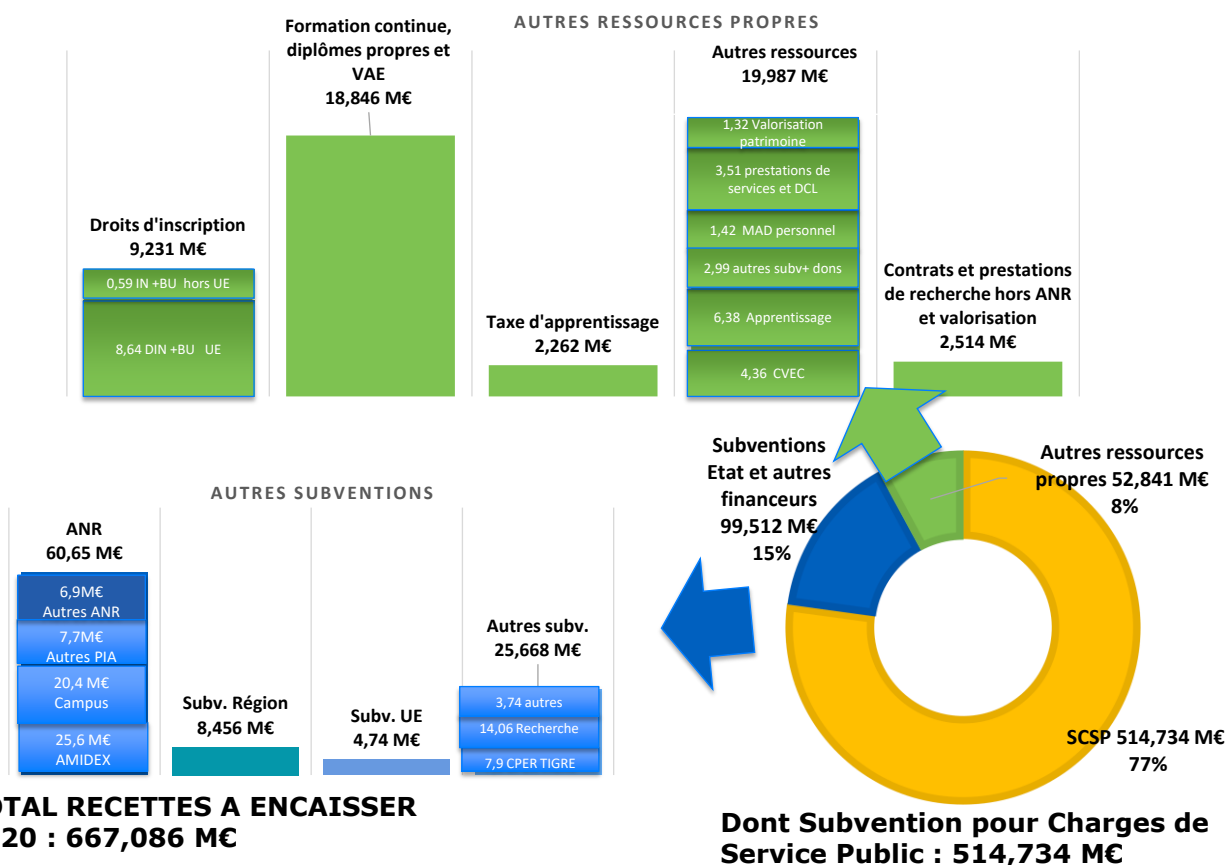 AUTRES RESSOURCES PROPRES
Formation continue,
diplômes propres et
VAE
18,846 M€
Autres ressources
19,987 M€
1,32 Valorisation
patrimoine
3,51 prestations de
services et DCL
1,42 MAD personnel
2,99 autres subv+ dons
6,38 Apprentissage
4,36 CVEC
Droits d'inscription
9,231 M€
0,59 IN +BU hors UE
8,64 DIN +BU UE
Taxe d'apprentissage
2,262 M€
Contrats et prestations
de recherche hors ANR
et valorisation
2,514 M€
AUTRES SUBVENTIONS
ANR
60,65 M€
6,9M€
Autres ANR
7,7M€
Autres PIA
20,4 M€
Campus
25,6 M€
AMIDEX
Subv. Région
8,456 M€
Subv. UE
4,74 M€
Autres subv.
25,668 M€
3,74 autres
14,06 Recherche
7,9 CPER TIGRE
Subventions
Etat et autres
financeurs
99,512 M€
15%
Autres ressources
propres 52,841 M€
8%
SCSP 514,734 M€
77%
OTAL RECETTES A ENCAISSER
20 : 667,086 M€
Dont Subvention pour Charges de
Service Public : 514,734 M€